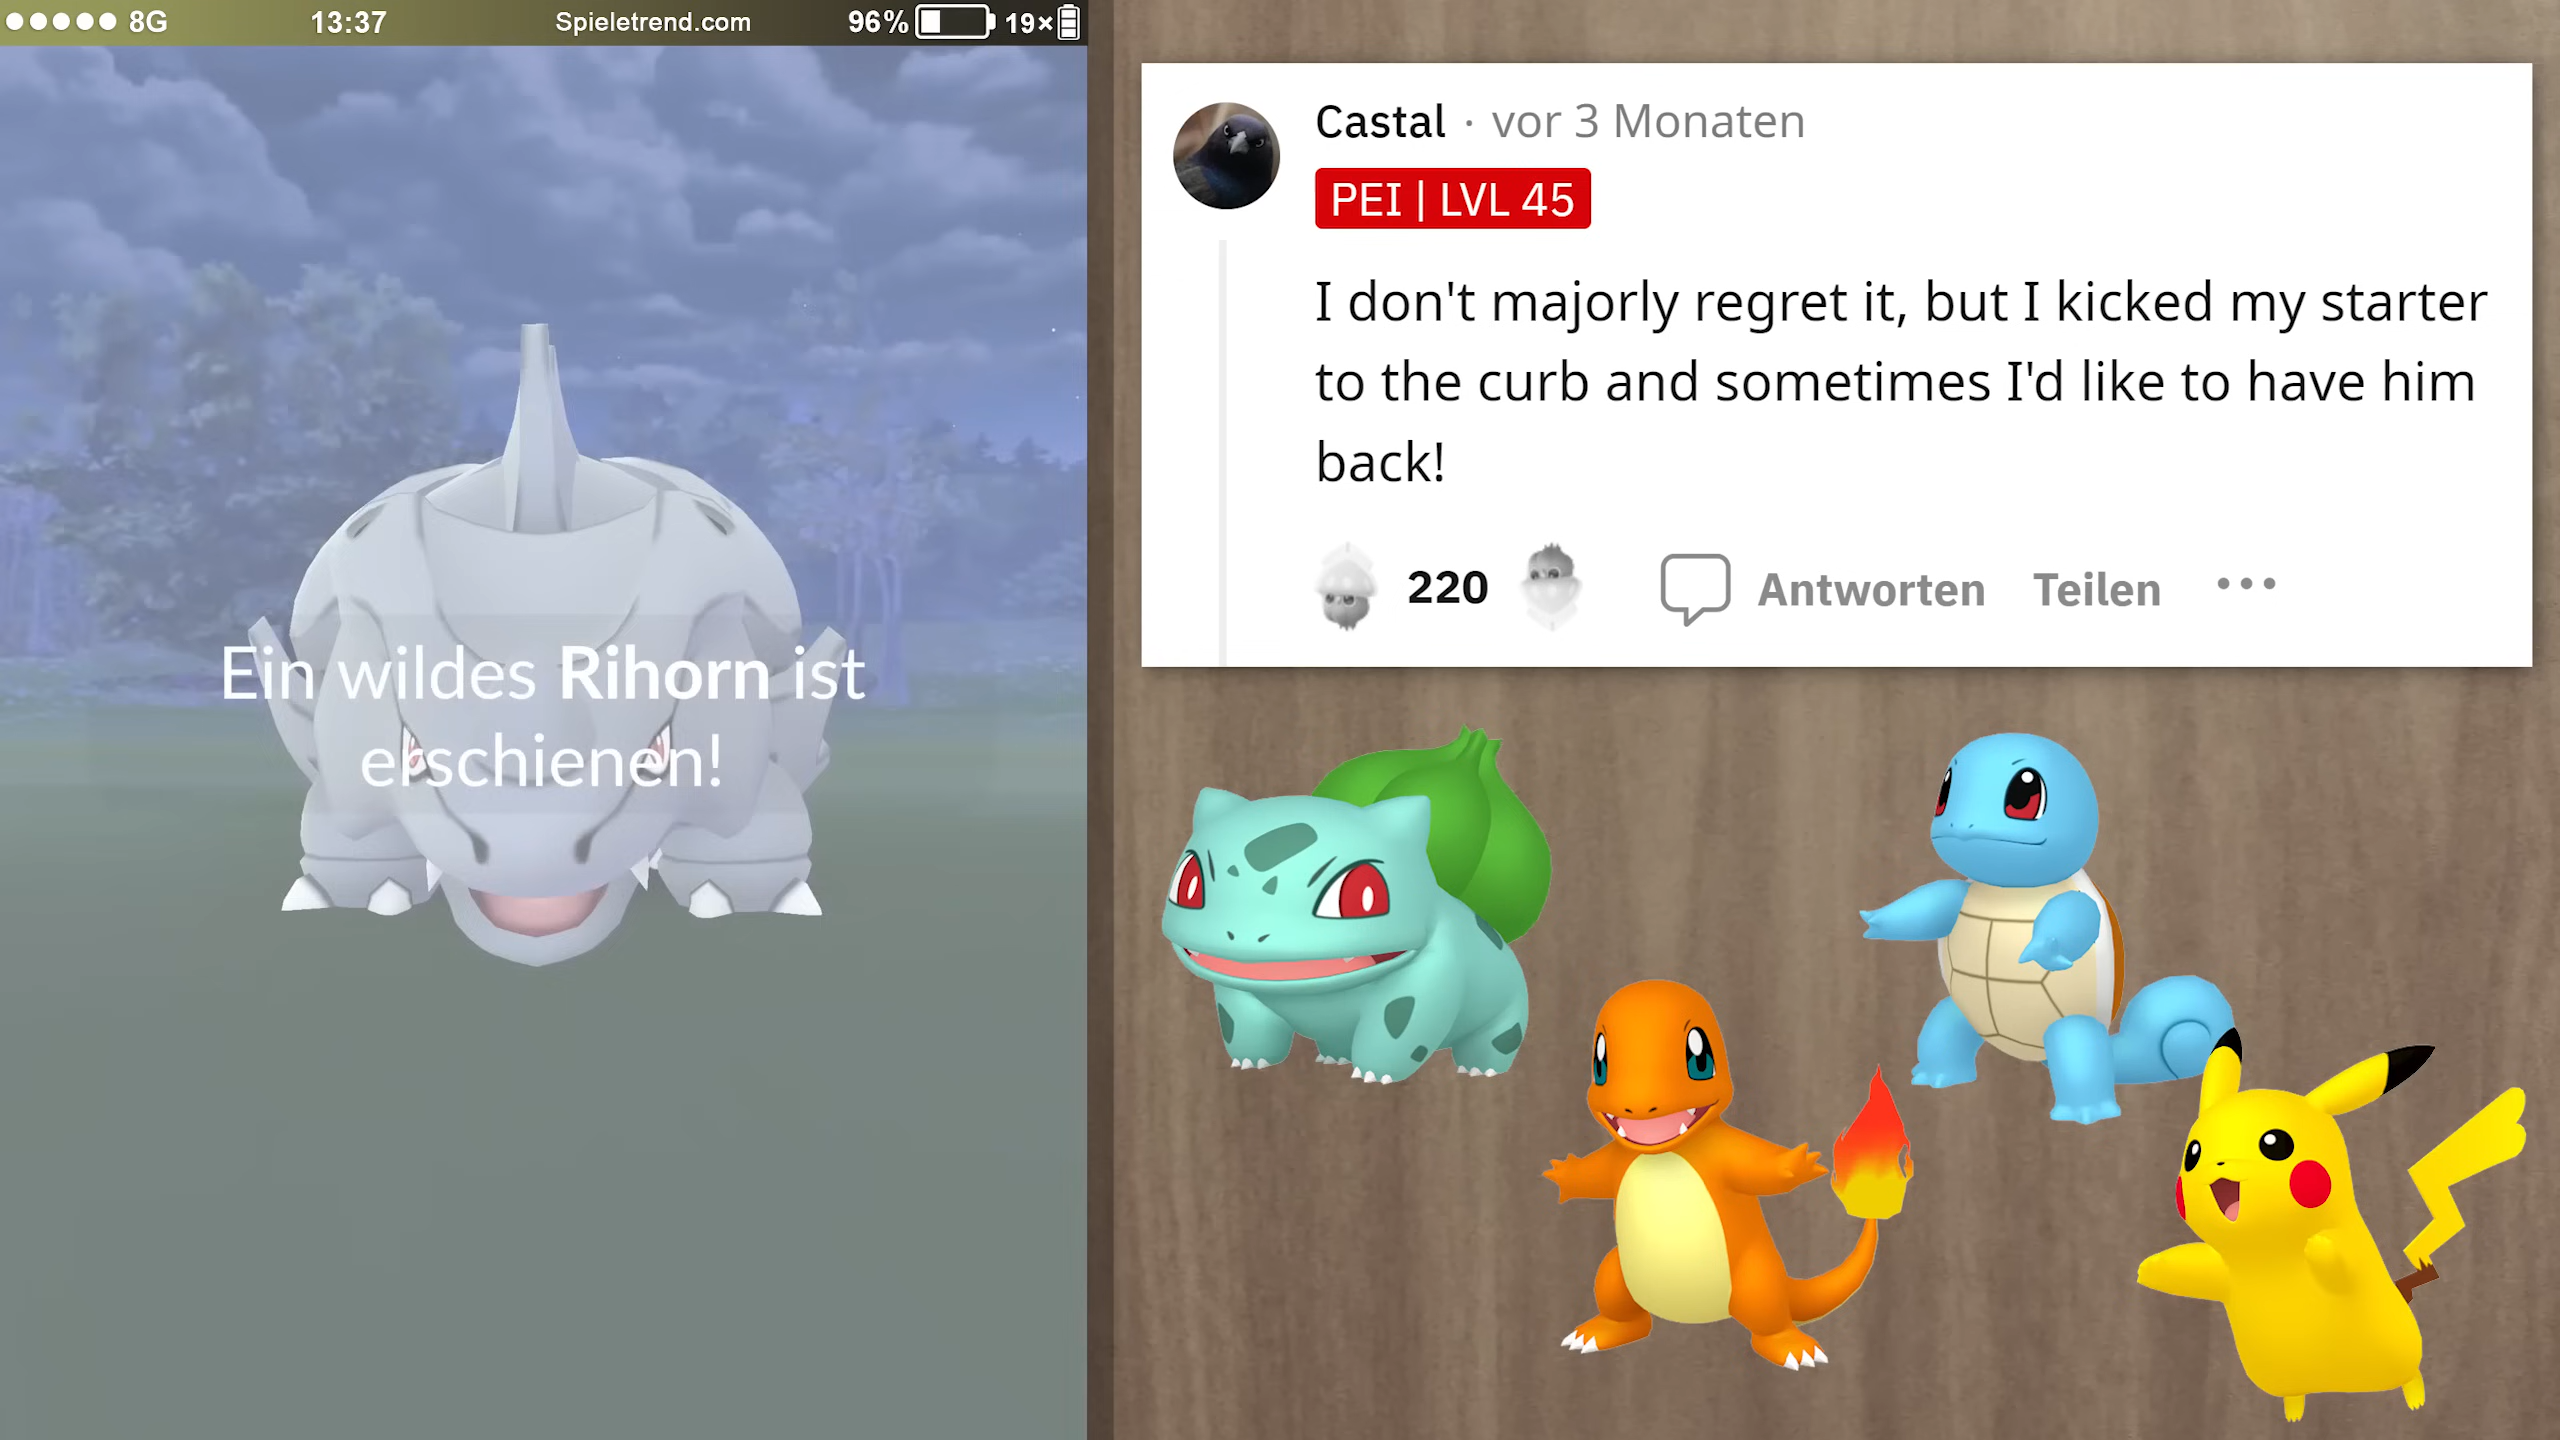 8G 13:37 Spieletrend.com 96% 19×
Ein wildes Rihorn ist
erschienen!
Castal · vor 3 Monaten
PEI | LVL 45
I don't majorly regret it, but I kicked my starter
to the curb and sometimes I'd like to have him
back!
220 Antworten Teilen •••